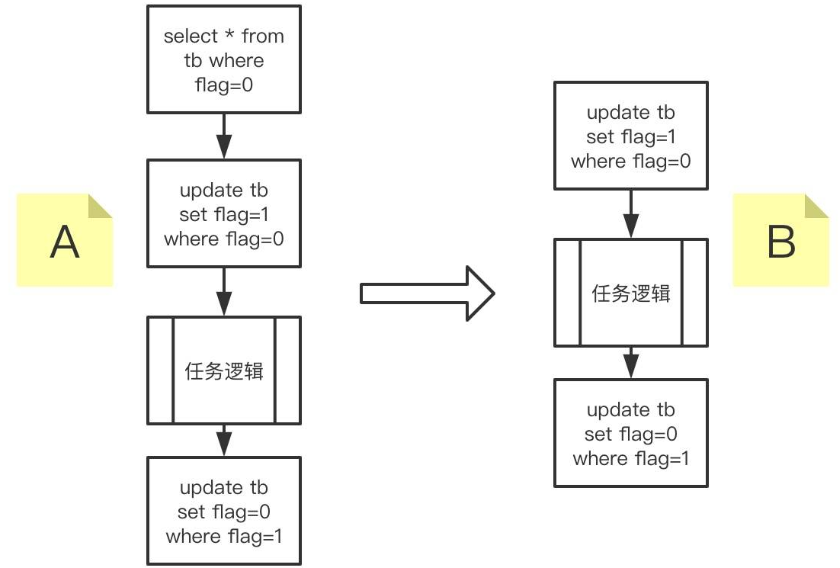 select * from
tb where
flag=0
update tb
set flag=1
where flag=0
A
任务逻辑
update tb
set flag=0
where flag=1
update tb
set flag=1
where flag=0
B
任务逻辑
update tb
set flag=0
where flag=1